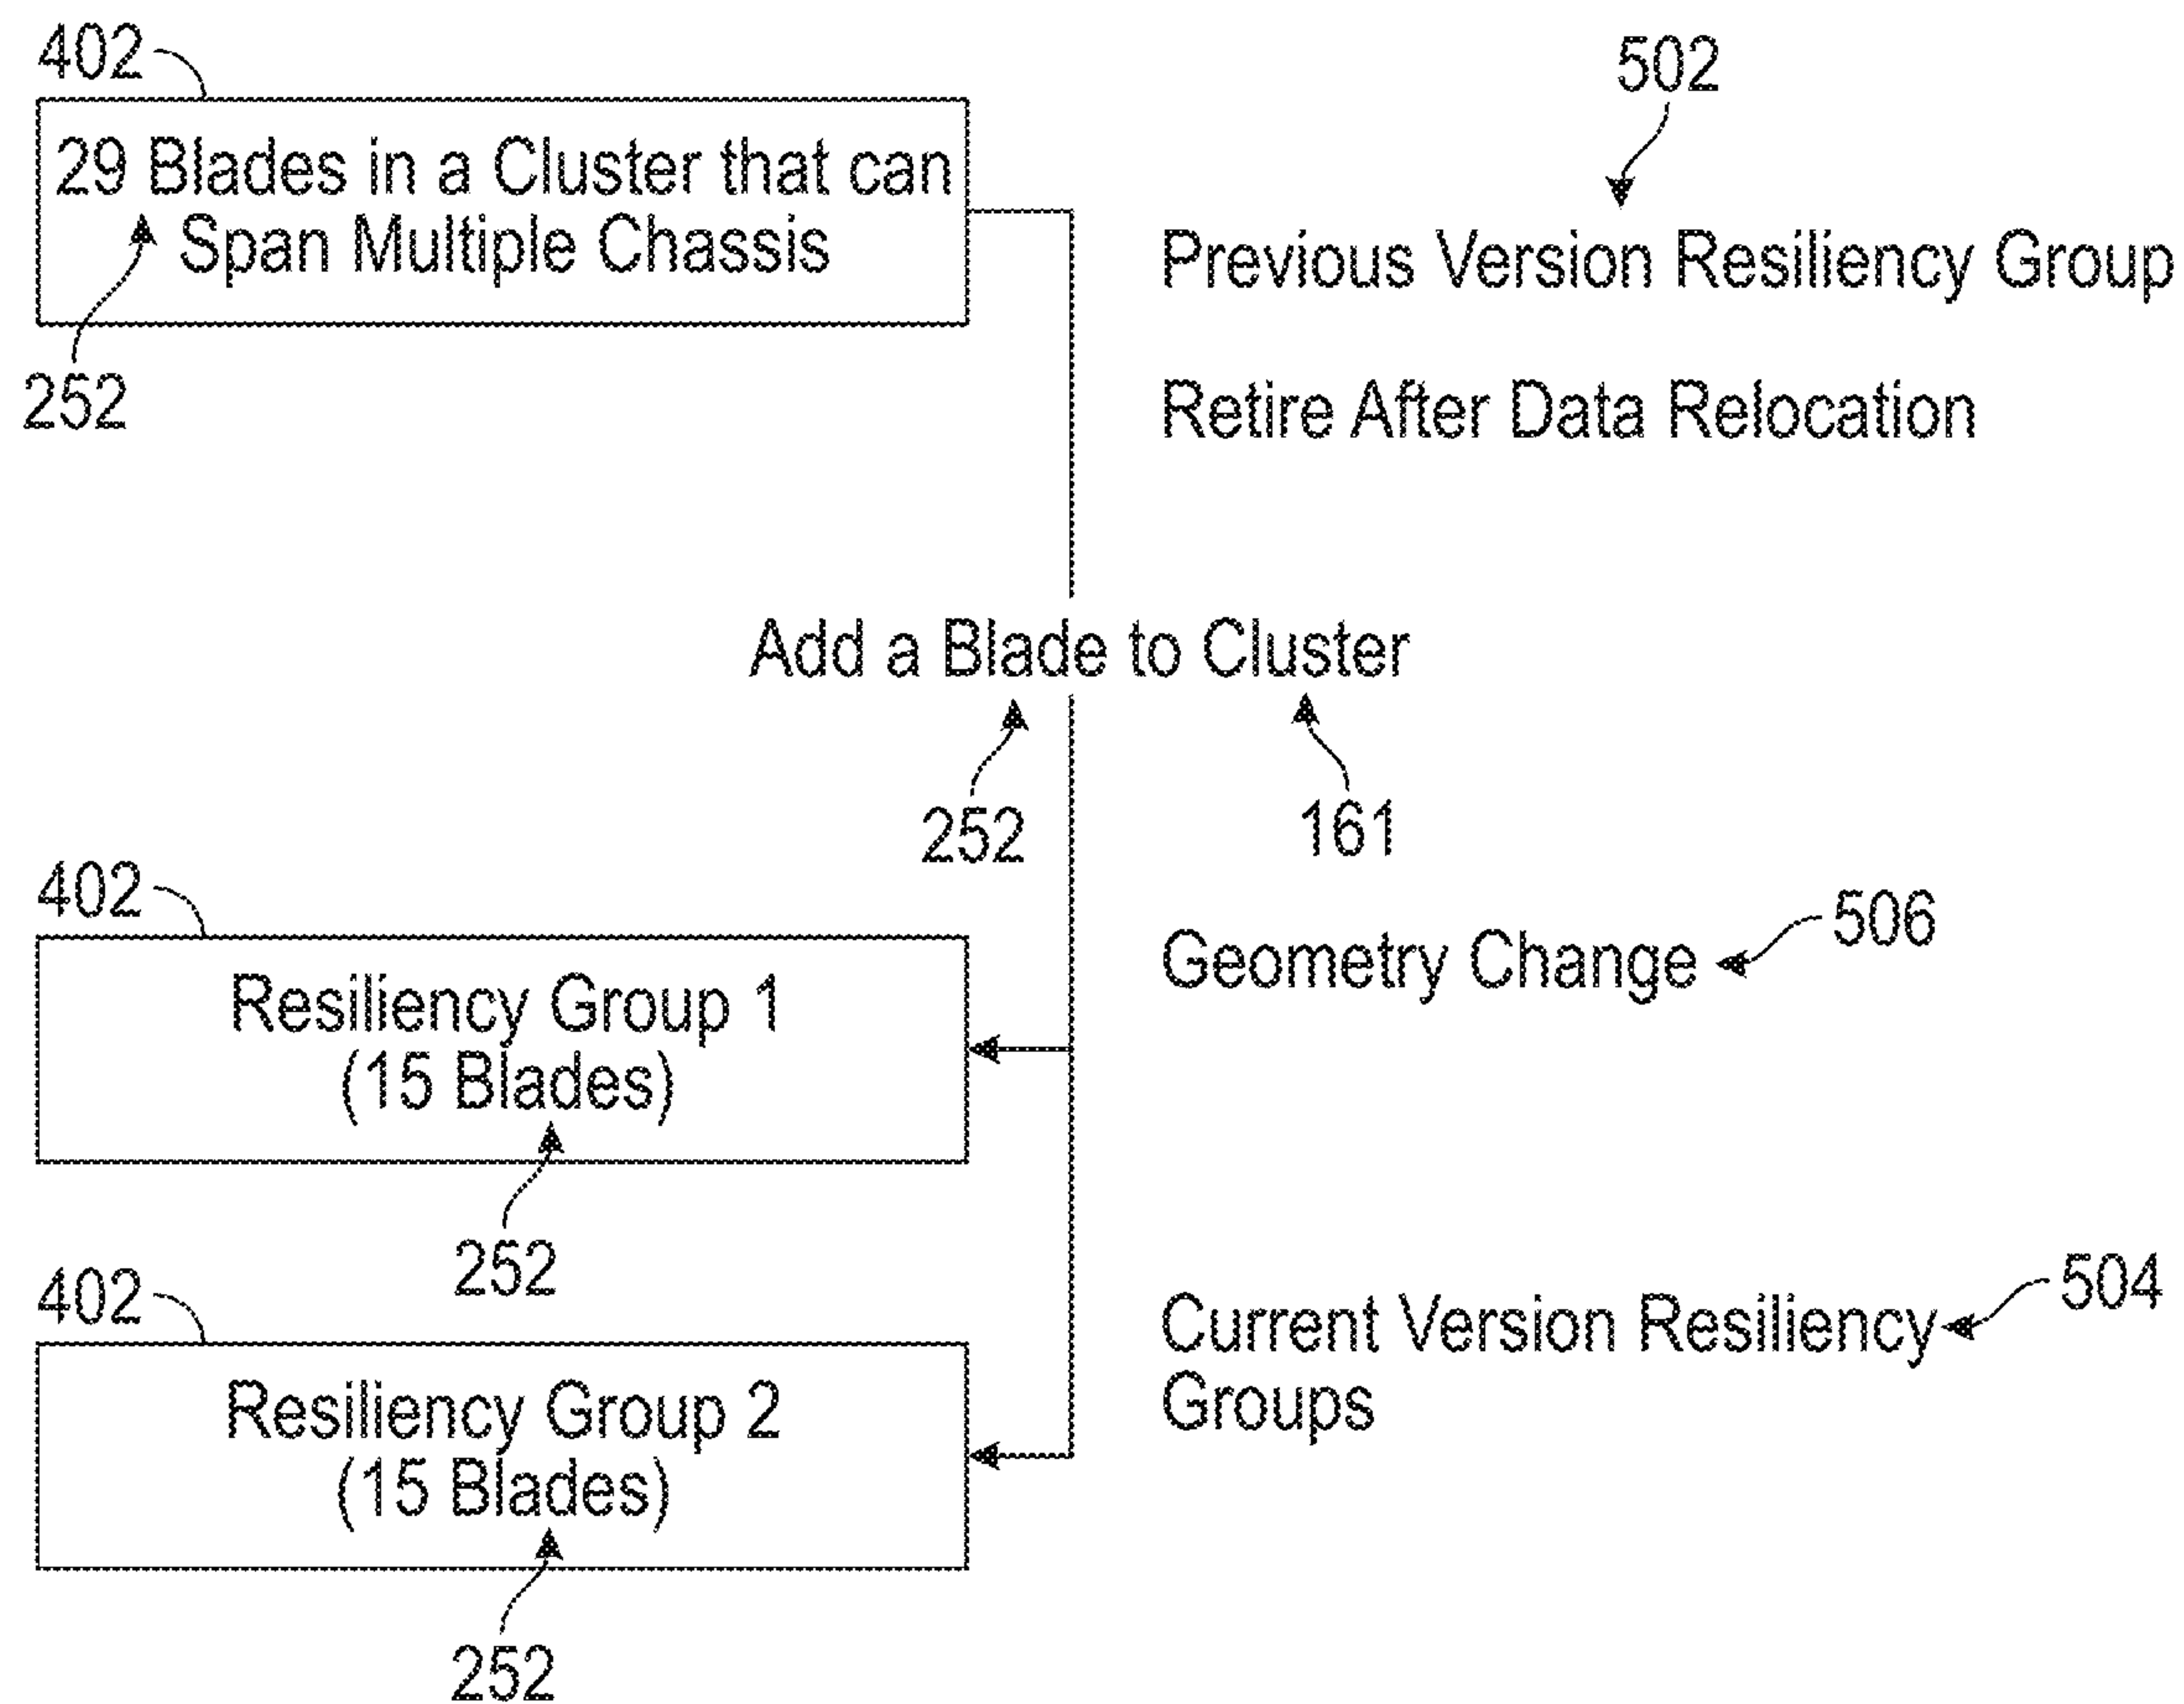 402
502
29 Blades in a Cluster that can
Span Multiple Chassis
252
Previous Version Resiliency Group
Retire After Data Relocation
Add a Blade to Cluster
252
161
402
506
Geometry Change
Resiliency Group 1
(15 Blades)
252
402
504
Current Version Resiliency
Groups
Resiliency Group 2
(15 Blades)
252